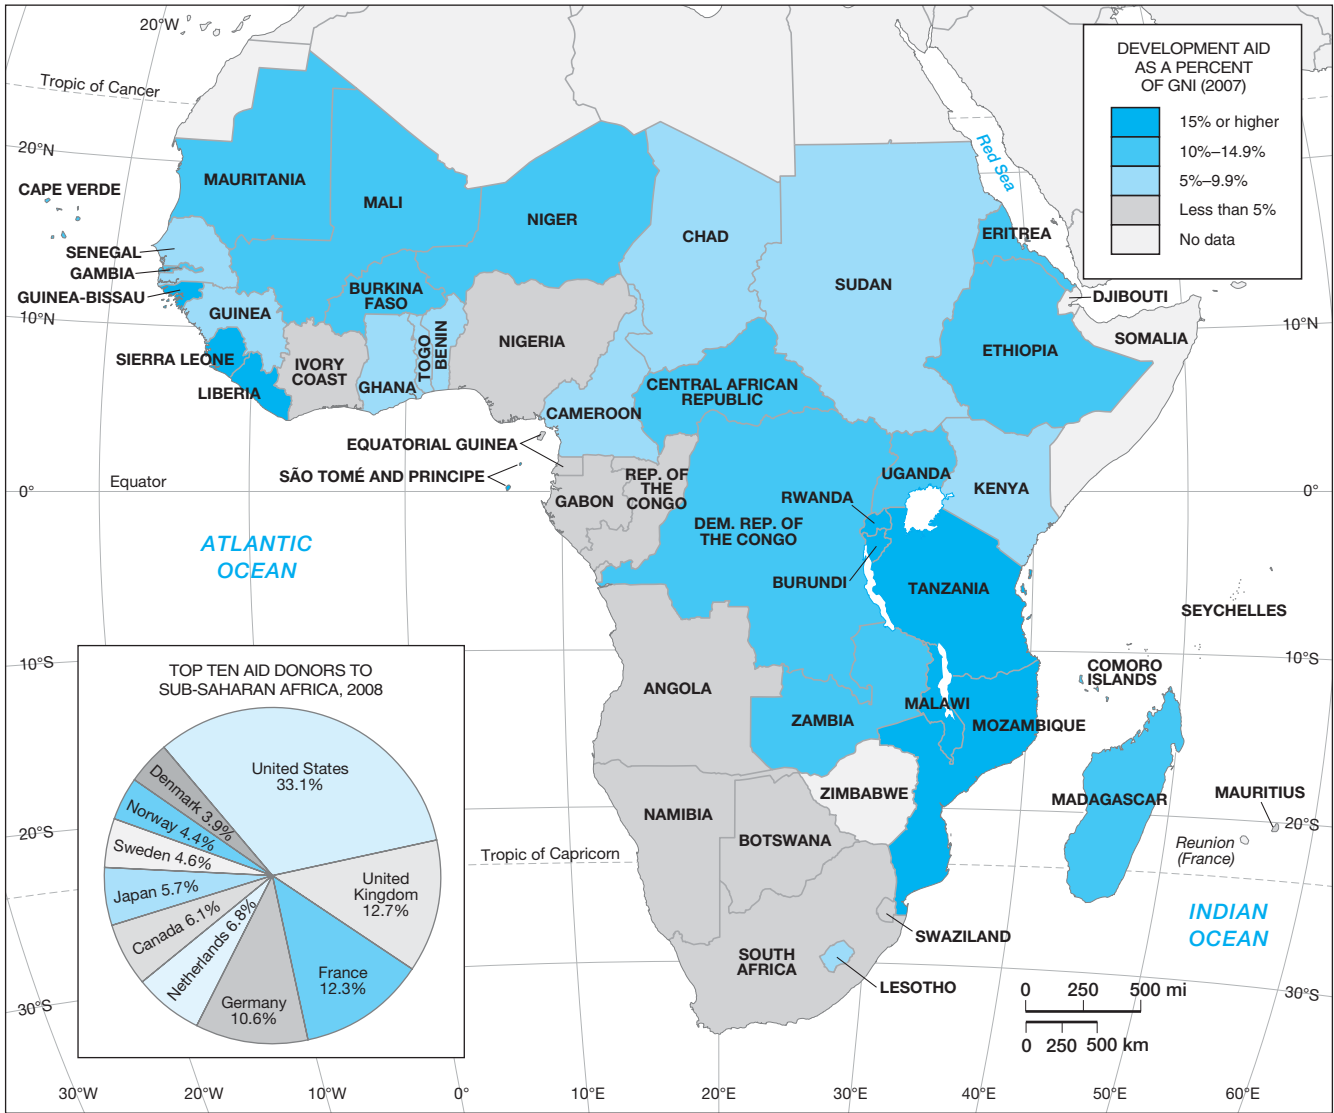 20°W
Tropic of Cancer
20°N
CAPE VERDE
MAURITANIA
MALI
NIGER
CHAD
SUDAN
Red Sea
ERITREA
DEVELOPMENT AID
AS A PERCENT
OF GNI (2007)
15% or higher
10%–14.9%
5%–9.9%
Less than 5%
No data
SENEGAL
GAMBIA
GUINEA-BISSAU
10°N
GUINEA
BURKINA
FASO
DJIBOUTI
SOMALIA
10°N
ETHIOPIA
SIERRA LEONE
LIBERIA
IVORY
COAST
GHANA
TOGO
BENIN
NIGERIA
CENTRAL AFRICAN
REPUBLIC
CAMEROON
EQUATORIAL GUINEA
SÃO TOMÉ AND PRINCIPE
Equator
0°
GABON
REP. OF
THE
CONGO
UGANDA
KENYA
0°
RWANDA
DEM. REP. OF
THE CONGO
BURUNDI
TANZANIA
ATLANTIC
OCEAN
SEYCHELLES
10°S
10°S
COMORO
ISLANDS
ANGOLA
ZAMBIA
MALAWI
MOZAMBIQUE
ZIMBABWE
NAMIBIA
BOTSWANA
MADAGASCAR
MAURITIUS
20°S
20°S
Reunion
(France)
Tropic of Capricorn
INDIAN
OCEAN
SWAZILAND
SOUTH
AFRICA
LESOTHO
0 250 500 mi
0 250 500 km
30°S
30°S
TOP TEN AID DONORS TO
SUB-SAHARAN AFRICA, 2008
United States
33.1%
United
Kingdom
12.7%
France
12.3%
Germany
10.6%
Netherlands 6.8%
Canada 6.1%
Japan 5.7%
Sweden 4.6%
Norway 4.4%
Denmark 3.9%
30°W
20°W
10°W
0°
10°E
20°E
30°E
40°E
50°E
60°E